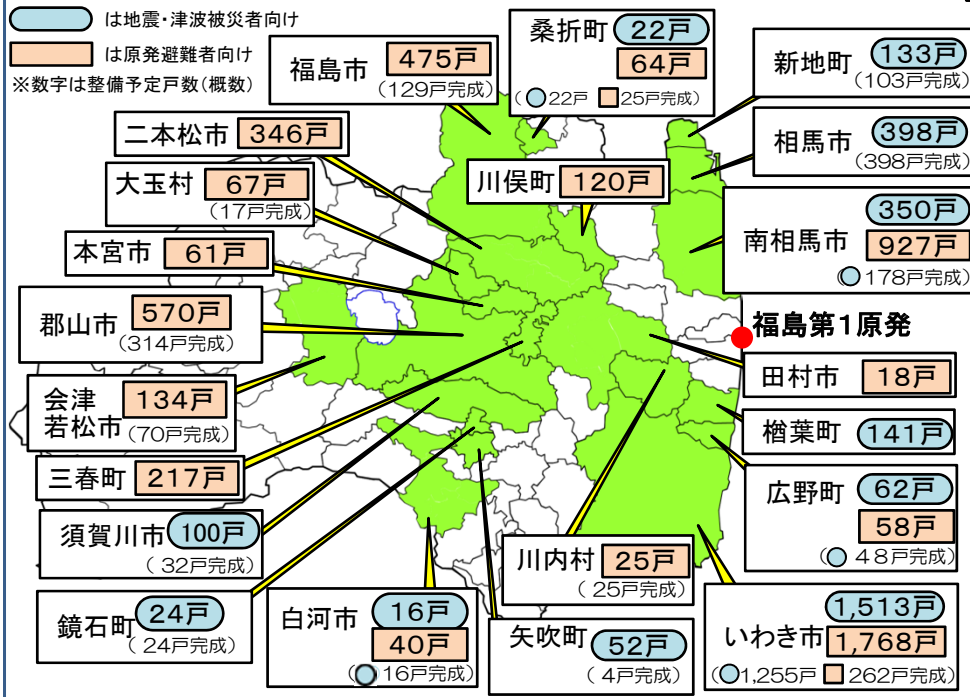 は地震・津波被災者向け
は原発避難者向け
※数字は整備予定戸数(概数)
福島市 475戸
(129戸完成)
桑折町 22戸
64戸
(22戸 25戸完成)
新地町 133戸
(103戸完成)
相馬市 398戸
(398戸完成)
二本松市 346戸
大玉村 67戸
(17戸完成)
川俣町 120戸
南相馬市 350戸
927戸
(178戸完成)
本宮市 61戸
郡山市 570戸
(314戸完成)
福島第1原発
会津
若松市 134戸
(70戸完成)
田村市 18戸
楢葉町 141戸
三春町 217戸
広野町 62戸
58戸
(48戸完成)
須賀川市 100戸
(32戸完成)
川内村 25戸
(25戸完成)
鏡石町 24戸
(24戸完成)
白河市 16戸
40戸
(16戸完成)
矢吹町 52戸
(4戸完成)
いわき市 1,513戸
1,768戸
(1,255戸 262戸完成)